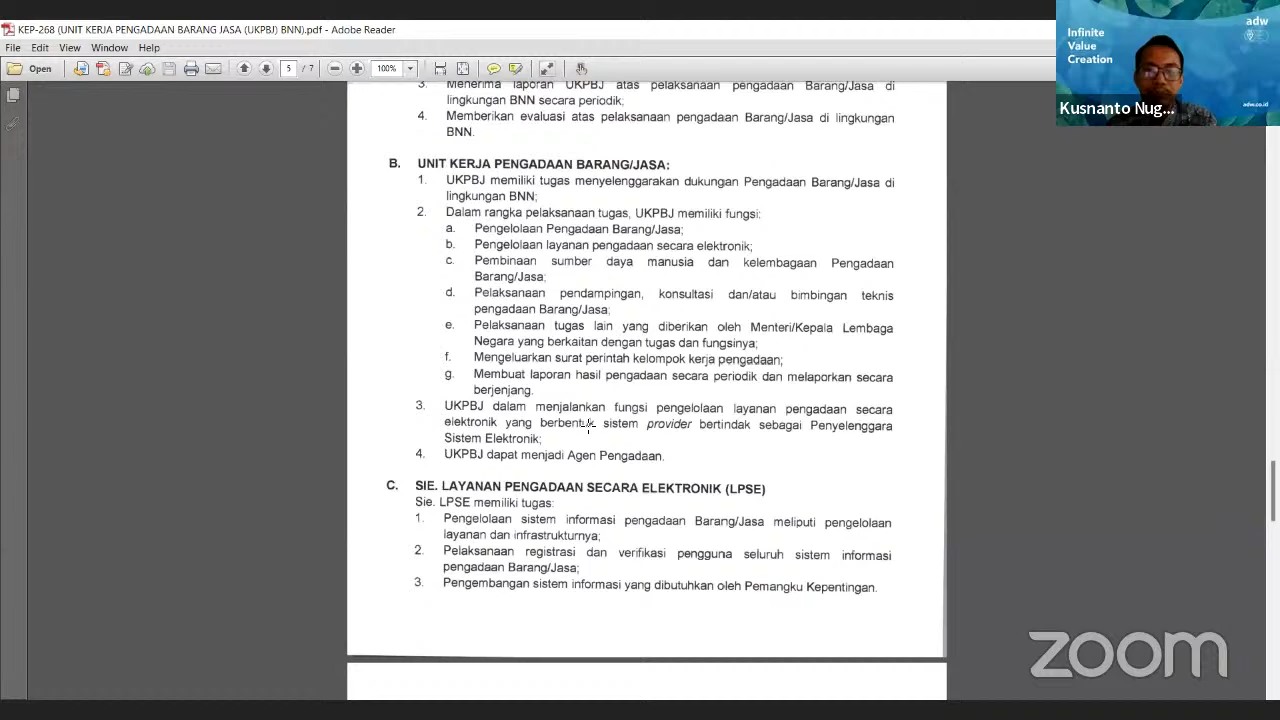 KEP-268 (UNIT KERJA PENGADAAN BARANG JASA (UKPBJ) BNN).pdf - Adobe Reader
File Edit View Window Help
Open 5 / 7 100%
adw
Infinite
Value
Creation
adw.co.id
Kusnanto Nug...
3. Menerima laporan UKPBJ atas pelaksanaan pengadaan Barang/Jasa di
lingkungan BNN secara periodik;
4. Memberikan evaluasi atas pelaksanaan pengadaan Barang/Jasa di lingkungan
BNN.
B. UNIT KERJA PENGADAAN BARANG/JASA:
1. UKPBJ memiliki tugas menyelenggarakan dukungan Pengadaan Barang/Jasa di
lingkungan BNN;
2. Dalam rangka pelaksanaan tugas, UKPBJ memiliki fungsi:
a. Pengelolaan Pengadaan Barang/Jasa;
b. Pengelolaan layanan pengadaan secara elektronik;
c. Pembinaan sumber daya manusia dan kelembagaan Pengadaan
Barang/Jasa;
d. Pelaksanaan pendampingan, konsultasi dan/atau bimbingan teknis
pengadaan Barang/Jasa;
e. Pelaksanaan tugas lain yang diberikan oleh Menteri/Kepala Lembaga
Negara yang berkaitan dengan tugas dan fungsinya;
f. Mengeluarkan surat perintah kelompok kerja pengadaan;
g. Membuat laporan hasil pengadaan secara periodik dan melaporkan secara
berjenjang.
3. UKPBJ dalam menjalankan fungsi pengelolaan layanan pengadaan secara
elektronik yang berbentuk sistem provider bertindak sebagai Penyelenggara
Sistem Elektronik;
4. UKPBJ dapat menjadi Agen Pengadaan.
C. SIE. LAYANAN PENGADAAN SECARA ELEKTRONIK (LPSE)
Sie. LPSE memiliki tugas:
1. Pengelolaan sistem informasi pengadaan Barang/Jasa meliputi pengelolaan
layanan dan infrastrukturnya;
2. Pelaksanaan registrasi dan verifikasi pengguna seluruh sistem informasi
pengadaan Barang/Jasa;
3. Pengembangan sistem informasi yang dibutuhkan oleh Pemangku Kepentingan.
zoom